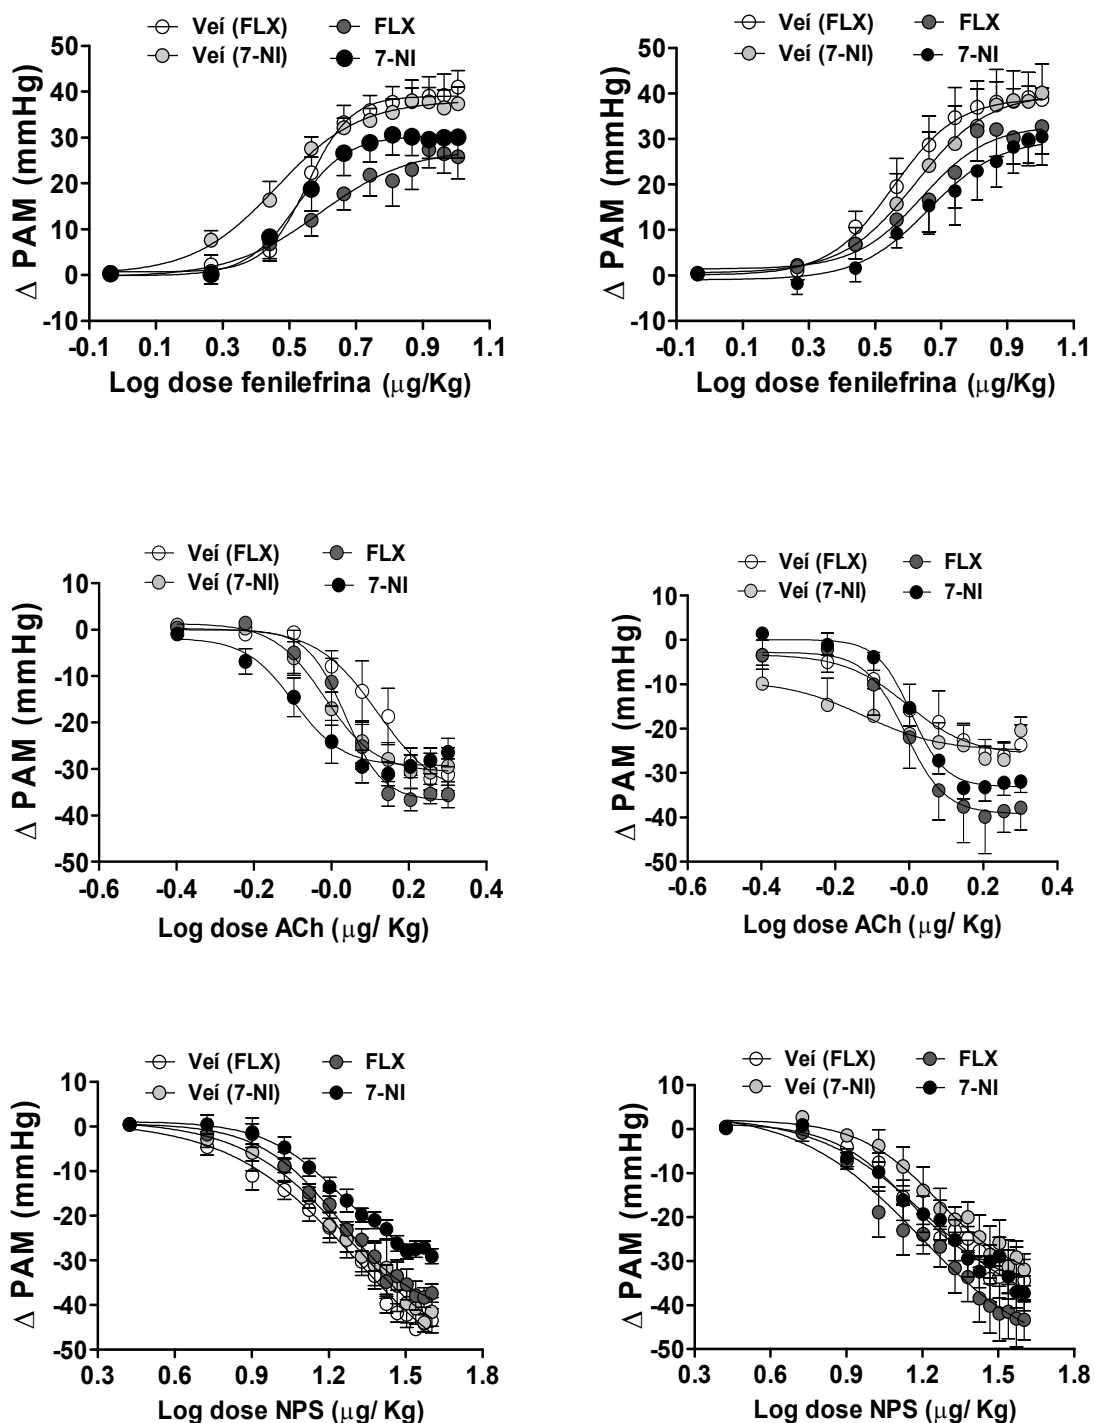 Veí (FLX) FLX
Veí (7-NI) 7-NI
50
40
30
20
10
0
-10
Δ PAM (mmHg)
-0.1 0.1 0.3 0.5 0.7 0.9 1.1
Log dose fenilefrina (μg/Kg)
Veí (FLX) FLX
Veí (7-NI) 7-NI
50
40
30
20
10
0
-10
Δ PAM (mmHg)
-0.1 0.1 0.3 0.5 0.7 0.9 1.1
Log dose fenilefrina (μg/Kg)
Veí (FLX) FLX
Veí (7-NI) 7-NI
10
0
-10
-20
-30
-40
-50
Δ PAM (mmHg)
-0.6 -0.4 -0.2 -0.0 0.2 0.4
Log dose ACh (μg/ Kg)
Veí (FLX) FLX
Veí (7-NI) 7-NI
10
0
-10
-20
-30
-40
-50
Δ PAM (mmHg)
-0.6 -0.4 -0.2 -0.0 0.2 0.4
Log dose ACh (μg/ Kg)
Veí (FLX) FLX
Veí (7-NI) 7-NI
10
0
-10
-20
-30
-40
-50
Δ PAM (mmHg)
0.3 0.6 0.9 1.2 1.5 1.8
Log dose NPS (μg/ Kg)
Veí (FLX) FLX
Veí (7-NI) 7-NI
10
0
-10
-20
-30
-40
-50
Δ PAM (mmHg)
0.3 0.6 0.9 1.2 1.5 1.8
Log dose NPS (μg/ Kg)